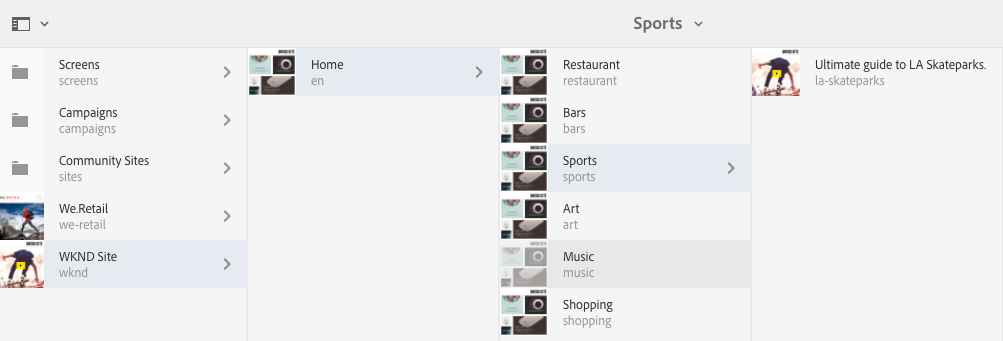 Sports
Screens
screens
Campaigns
campaigns
Community Sites
sites
We.Retail
we-retail
WKND Site
wknd
Home
en
Restaurant
restaurant
Bars
bars
Sports
sports
Art
art
Music
music
Shopping
shopping
Ultimate guide to LA Skateparks.
la-skateparks